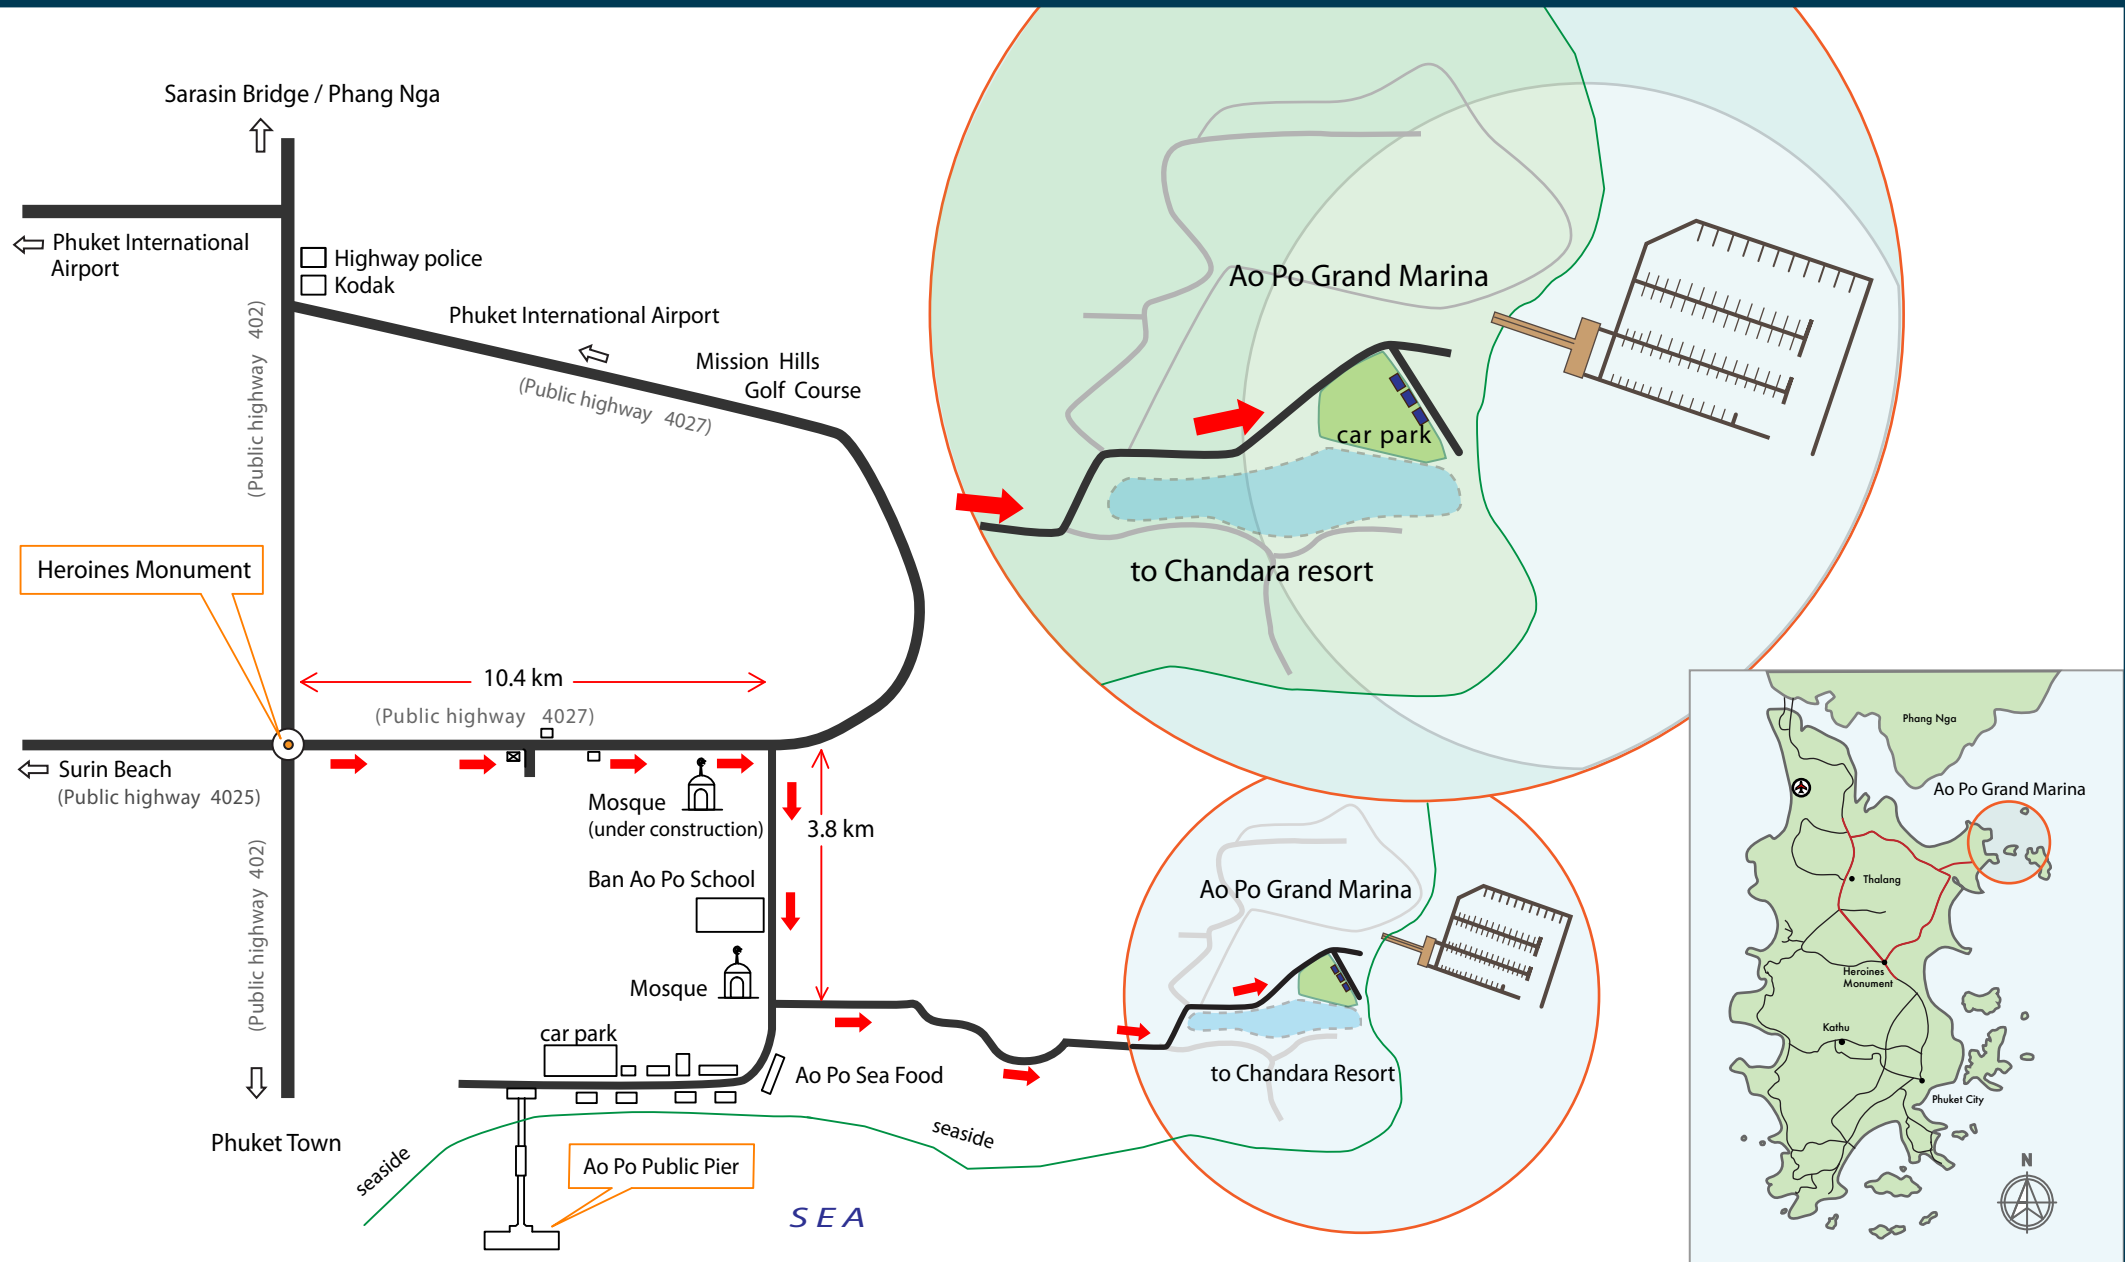 Sarasin Bridge / Phang Nga
Phuket International
Airport
Highway police
Kodak
(Public highway 402)
Phuket International Airport
Mission Hills
Golf Course
(Public highway 4027)
Heroines Monument
10.4 km
(Public highway 4027)
Surin Beach
(Public highway 4025)
Mosque
(under construction)
3.8 km
Ban Ao Po School
Mosque
(Public highway 402)
car park
Ao Po Sea Food
Phuket Town
seaside
seaside
Ao Po Public Pier
SEA
Ao Po Grand Marina
car park
to Chandara resort
Ao Po Grand Marina
to Chandara Resort
Phang Nga
Ao Po Grand Marina
Thalang
Heroines
Monument
Kathu
Phuket City
N